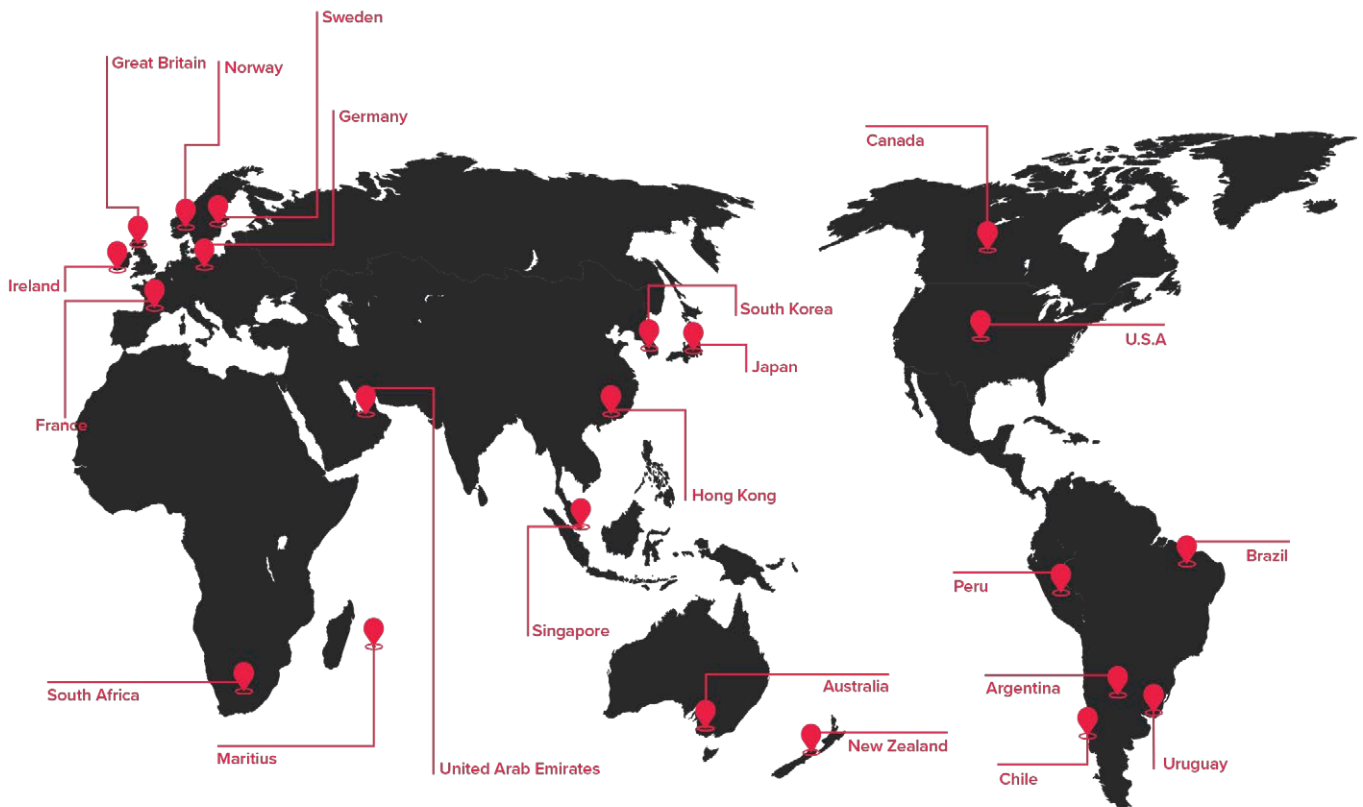 Sweden
Great Britain
Norway
Germany
Canada
Ireland
South Korea
U.S.A
Japan
France
Hong Kong
Brazil
Peru
Singapore
South Africa
Australia
Argentina
New Zealand
Maritius
United Arab Emirates
Chile
Uruguay